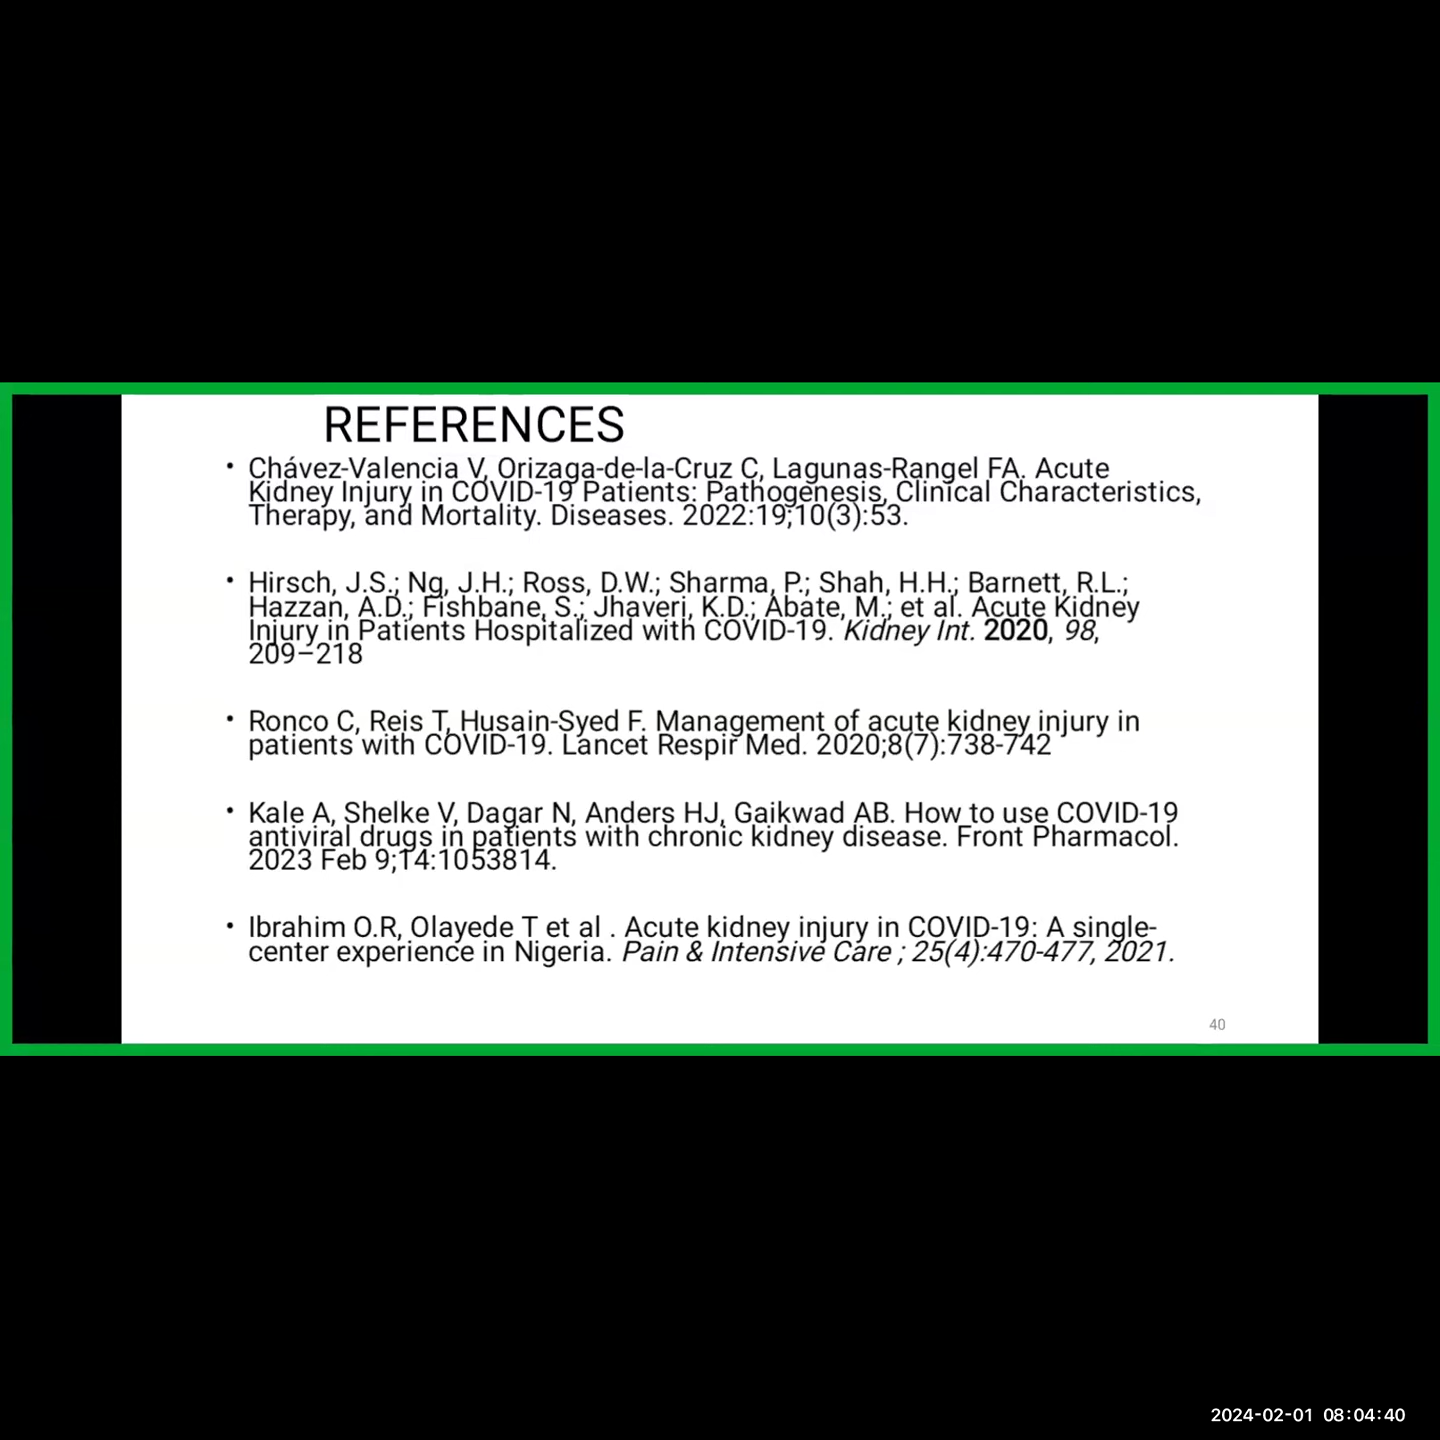 REFERENCES
• Chávez-Valencia V, Orizaga-de-la-Cruz C, Lagunas-Rangel FA. Acute
Kidney Injury in COVID-19 Patients: Pathogenesis, Clinical Characteristics,
Therapy, and Mortality. Diseases. 2022:19;10(3):53.
• Hirsch, J.S.; Ng, J.H.; Ross, D.W.; Sharma, P.; Shah, H.H.; Barnett, R.L.;
Hazzan, A.D.; Fishbane, S.; Jhaveri, K.D.; Abate, M.; et al. Acute Kidney
Injury in Patients Hospitalized with COVID-19. Kidney Int. 2020, 98,
209–218
• Ronco C, Reis T, Husain-Syed F. Management of acute kidney injury in
patients with COVID-19. Lancet Respir Med. 2020;8(7):738-742
• Kale A, Shelke V, Dagar N, Anders HJ, Gaikwad AB. How to use COVID-19
antiviral drugs in patients with chronic kidney disease. Front Pharmacol.
2023 Feb 9;14:1053814.
• Ibrahim O.R, Olayede T et al . Acute kidney injury in COVID-19: A single-
center experience in Nigeria. Pain & Intensive Care ; 25(4):470-477, 2021.
40
2024-02-01 08:04:40